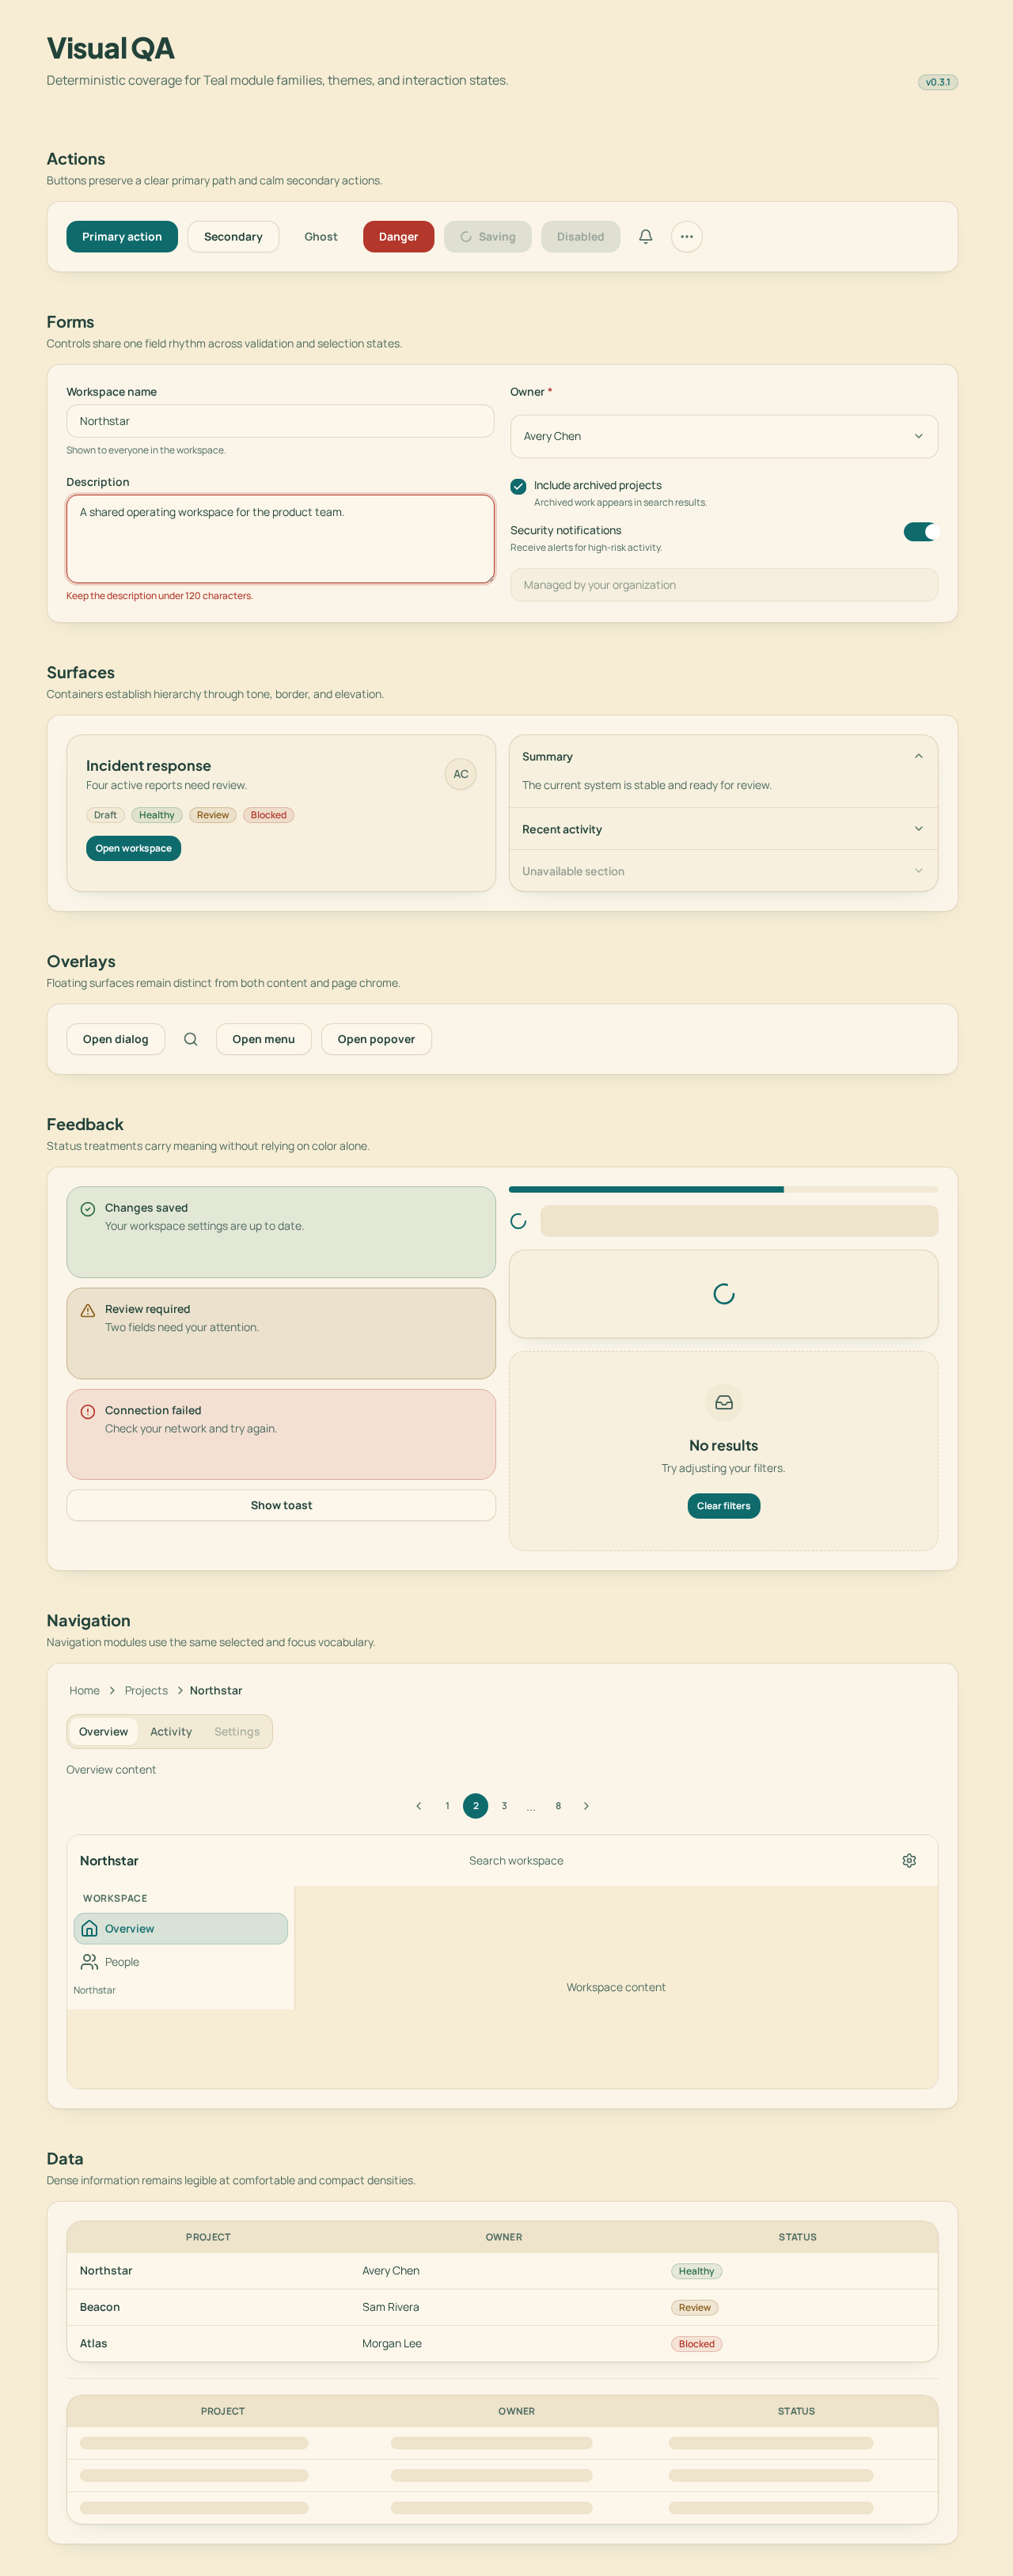 Visual QA
Deterministic coverage for Teal module families, themes, and interaction states.
v0.3.1
Actions
Buttons preserve a clear primary path and calm secondary actions.
Primary action
Secondary
Ghost
Danger
Saving
Disabled
Forms
Controls share one field rhythm across validation and selection states.
Workspace name
Northstar
Shown to everyone in the workspace.
Description
A shared operating workspace for the product team.
Keep the description under 120 characters.
Owner *
Avery Chen
Include archived projects
Archived work appears in search results.
Security notifications
Receive alerts for high-risk activity.
Managed by your organization
Surfaces
Containers establish hierarchy through tone, border, and elevation.
Incident response
Four active reports need review.
AC
Draft
Healthy
Review
Blocked
Open workspace
Summary
The current system is stable and ready for review.
Recent activity
Unavailable section
Overlays
Floating surfaces remain distinct from both content and page chrome.
Open dialog
Open menu
Open popover
Feedback
Status treatments carry meaning without relying on color alone.
Changes saved
Your workspace settings are up to date.
Review required
Two fields need your attention.
Connection failed
Check your network and try again.
Show toast
No results
Try adjusting your filters.
Clear filters
Navigation
Navigation modules use the same selected and focus vocabulary.
Home
Projects
Northstar
Overview
Activity
Settings
Overview content
1 2 3 ... 8
Northstar
Search workspace
WORKSPACE
Overview
People
Northstar
Workspace content
Data
Dense information remains legible at comfortable and compact densities.
PROJECT OWNER STATUS
Northstar Avery Chen Healthy
Beacon Sam Rivera Review
Atlas Morgan Lee Blocked
PROJECT OWNER STATUS